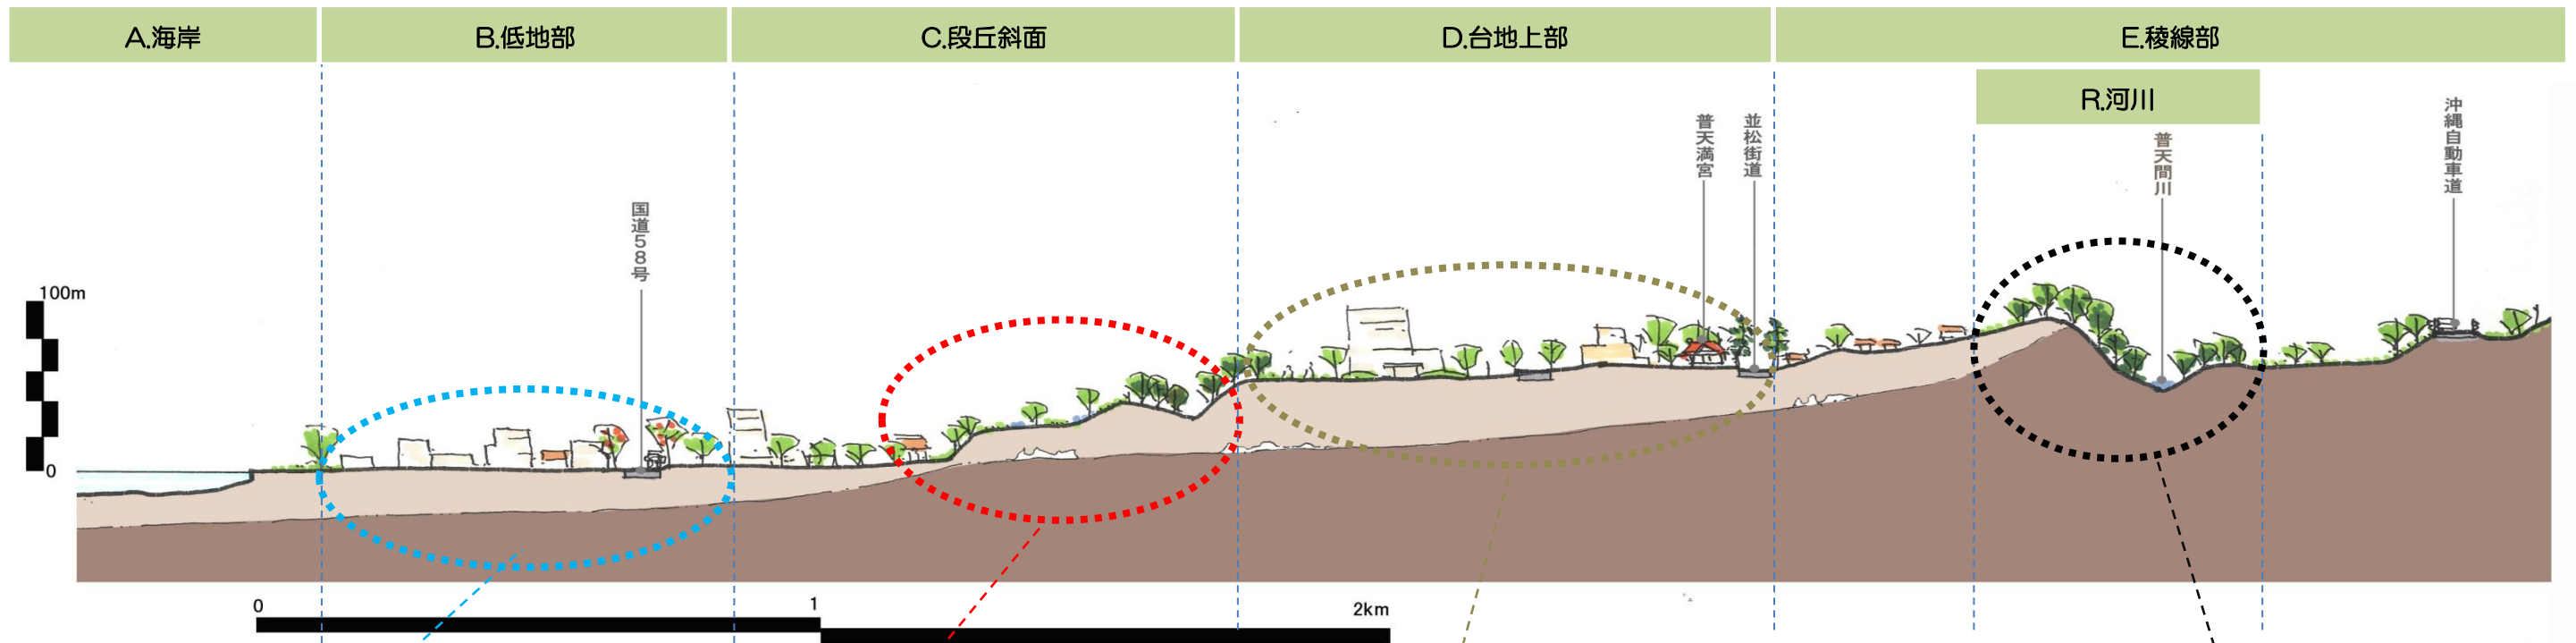 A.海岸
B.低地部
C.段丘斜面
D.台地上部
E.稜線部
R.河川
国道58号
普天満宮
並松街道
普天間川
沖縄自動車道
100m
0
0
1
2km